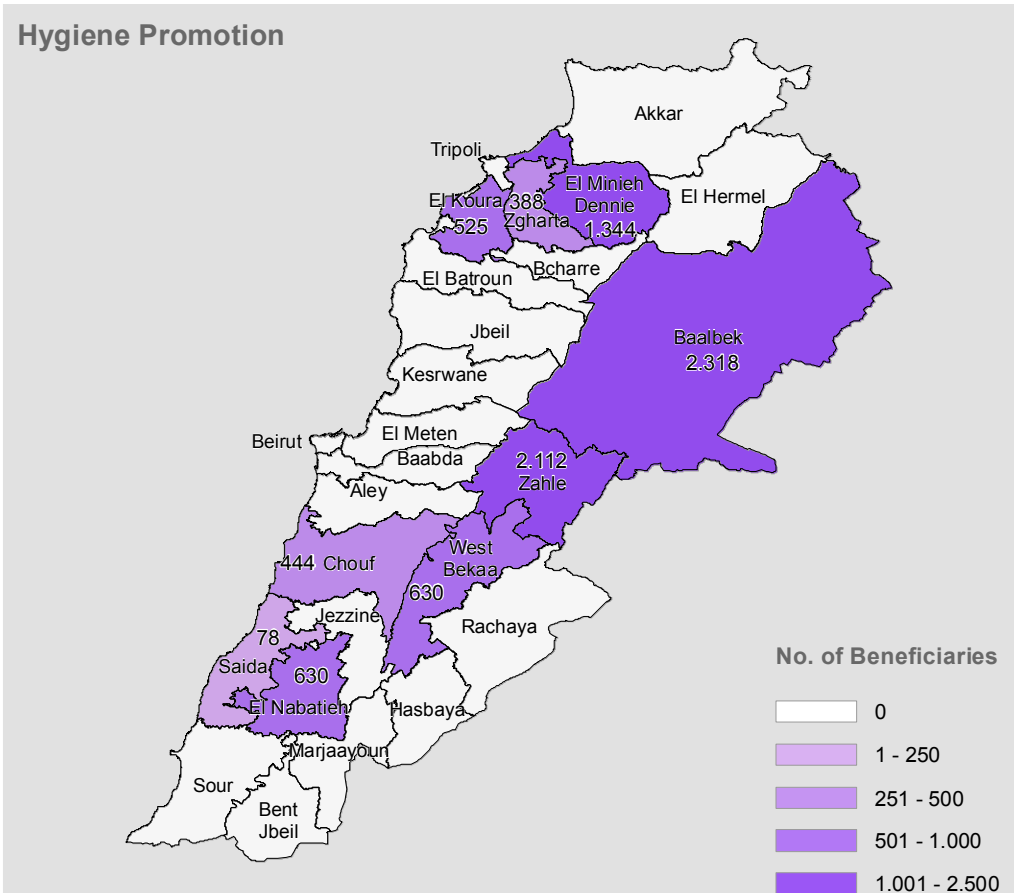 Hygiene Promotion
Akkar
Tripoli
El Hermel
El Minieh
Dennie
1.344
El Koura
525
388
Zgharta
Bcharre
El Batroun
Jbeil
Baalbek
2.318
Kesrwane
El Meten
Beirut
Baabda
2.112
Zahle
Aley
444 Chouf
West
Bekaa
630
Jezzine
Rachaya
78
Saida
630
El Nabatieh
Hasbaya
Marjaayoun
Sour
Bent
Jbeil
No. of Beneficiaries
0
1 - 250
251 - 500
501 - 1.000
1.001 - 2.500